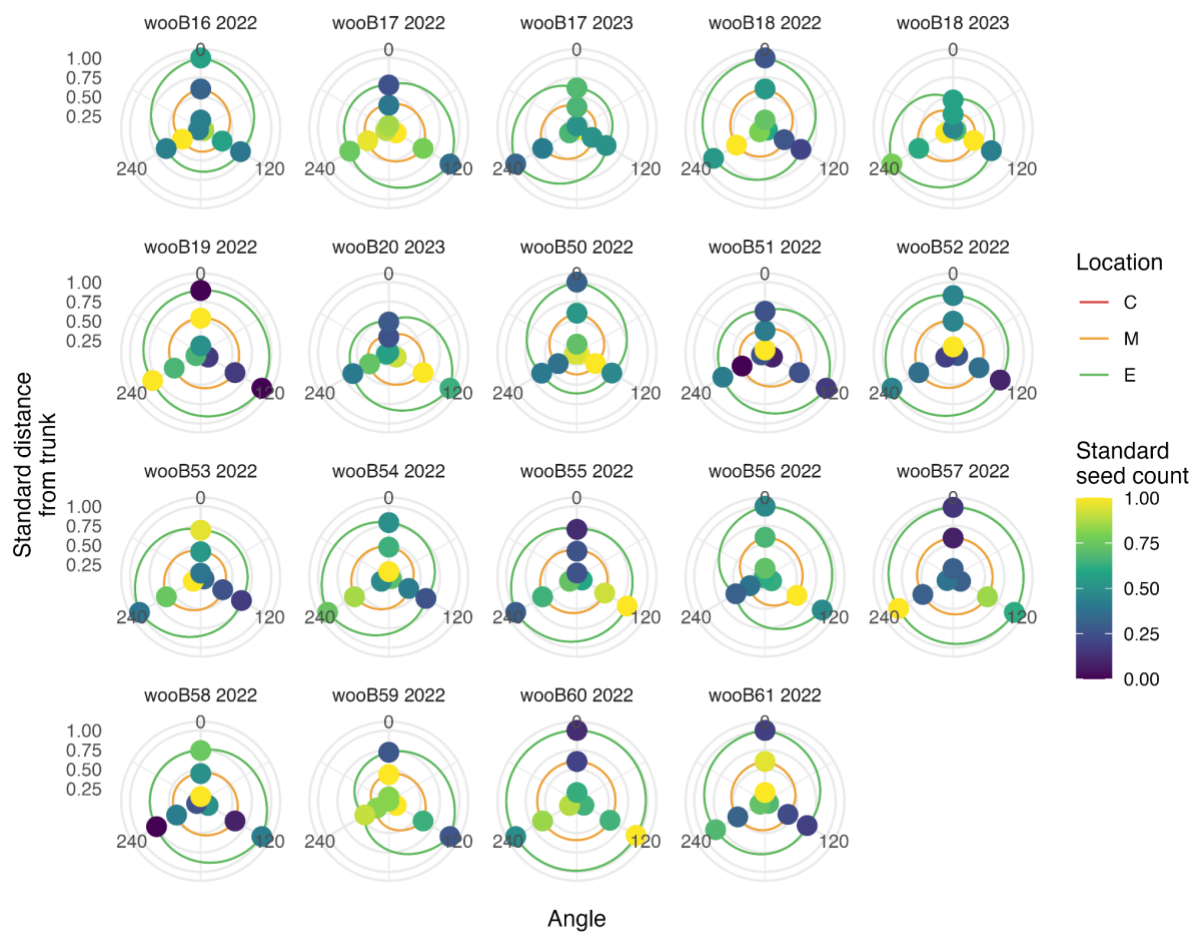 wooB16 2022 wooB17 2022 wooB17 2023 wooB18 2022 wooB18 2023
0 0 0 0 0
1.00
0.75
0.50
0.25
240 120 240 120 240 120 240 120 240 120
wooB19 2022 wooB20 2023 wooB50 2022 wooB51 2022 wooB52 2022
0 0 0 0 0
1.00
0.75
0.50
0.25
240 120 240 120 240 120 240 120 240 120
wooB53 2022 wooB54 2022 wooB55 2022 wooB56 2022 wooB57 2022
0 0 0 0 0
1.00
0.75
0.50
0.25
240 120 240 120 240 120 240 120 240 120
wooB58 2022 wooB59 2022 wooB60 2022 wooB61 2022
0 0 0 0
1.00
0.75
0.50
0.25
240 120 240 120 240 120 240 120
Standard distance
from trunk
Angle
Location
C
M
E
Standard
seed count
1.00
0.75
0.50
0.25
0.00